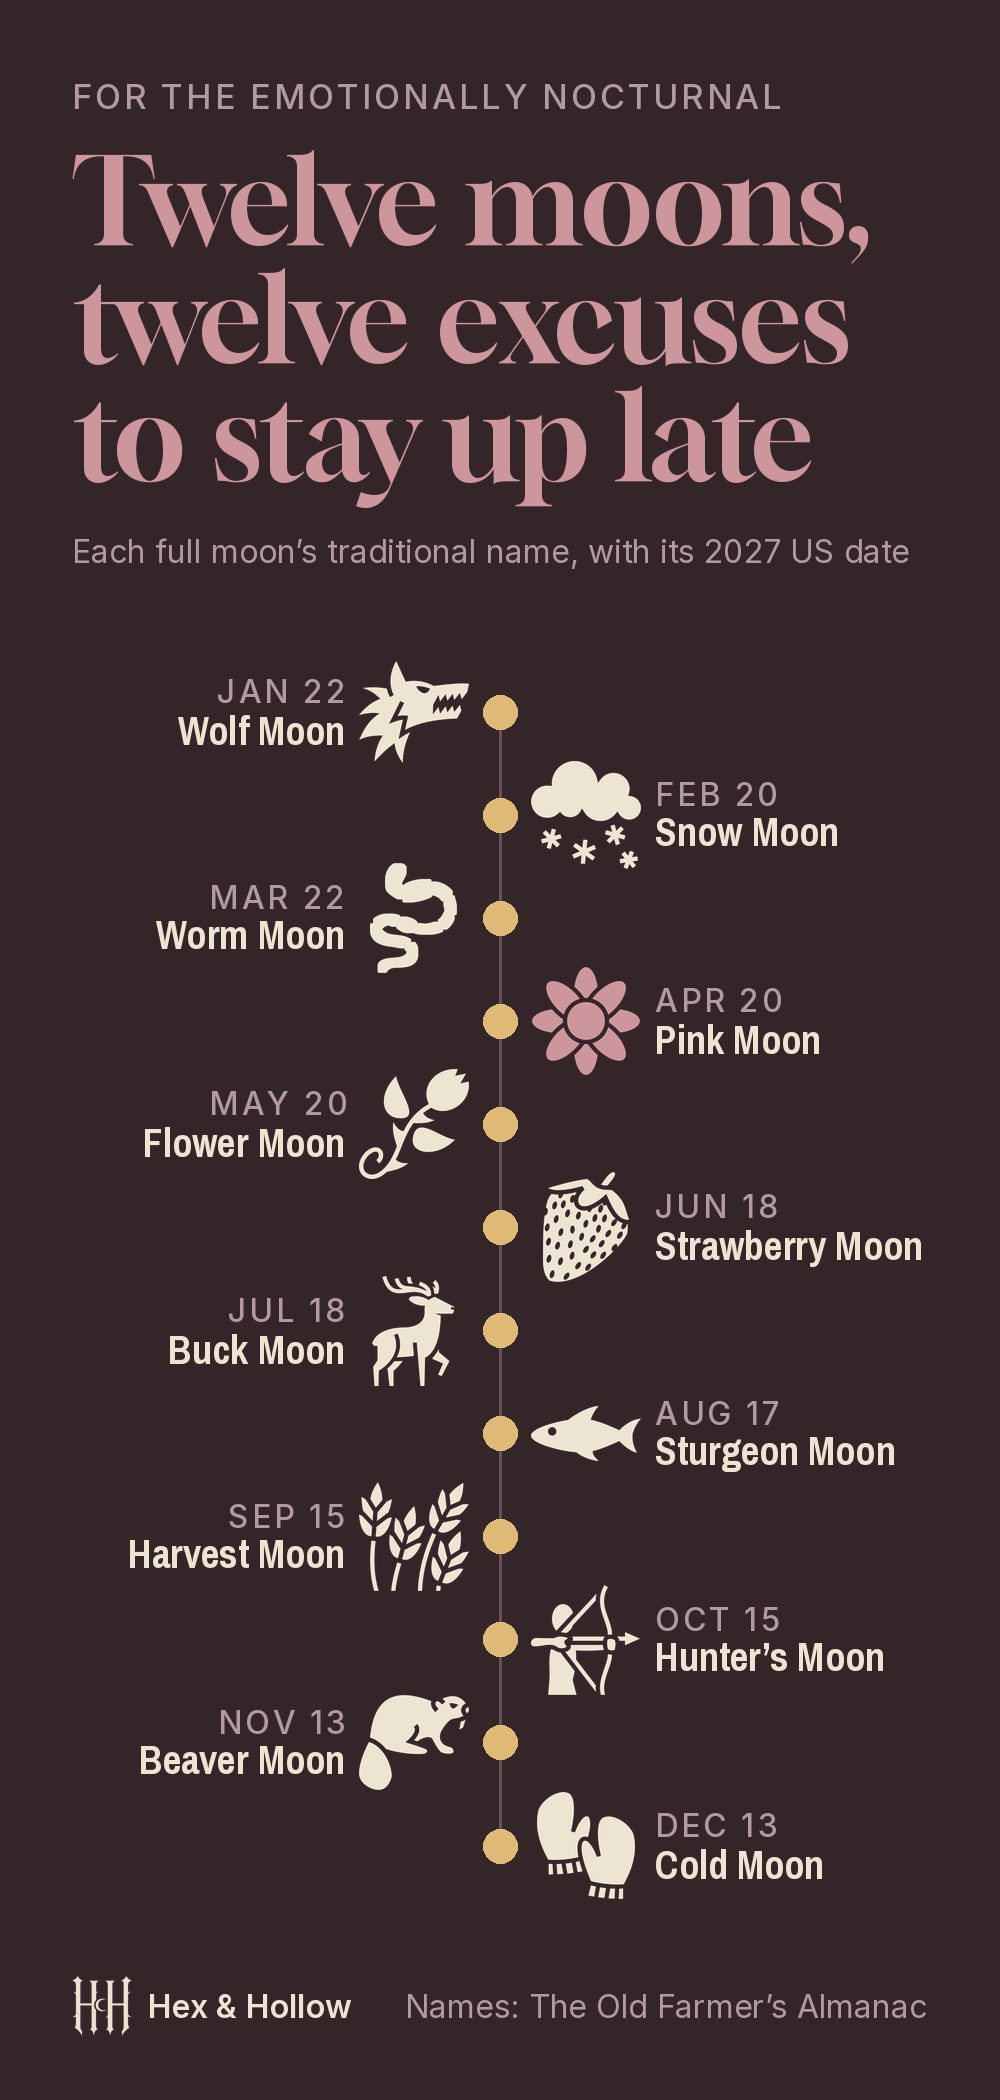 FOR THE EMOTIONALLY NOCTURNAL
Twelve moons,
twelve excuses
to stay up late
Each full moon’s traditional name, with its 2027 US date
JAN 22
Wolf Moon
FEB 20
Snow Moon
MAR 22
Worm Moon
APR 20
Pink Moon
MAY 20
Flower Moon
JUN 18
Strawberry Moon
JUL 18
Buck Moon
AUG 17
Sturgeon Moon
SEP 15
Harvest Moon
OCT 15
Hunter’s Moon
NOV 13
Beaver Moon
DEC 13
Cold Moon
HH Hex & Hollow
Names: The Old Farmer’s Almanac